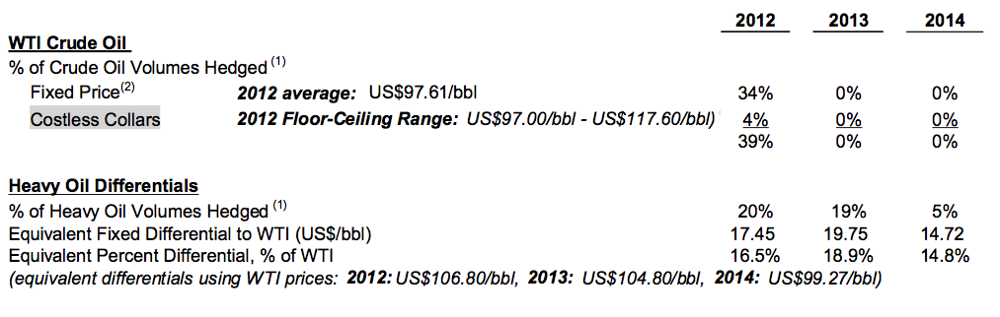 2012 2013 2014
WTI Crude Oil
% of Crude Oil Volumes Hedged (1)
Fixed Price(2) 2012 average: US$97.61/bbl 34% 0% 0%
Costless Collars 2012 Floor-Ceiling Range: US$97.00/bbl - US$117.60/bbl) 4% 0% 0%
39% 0% 0%
Heavy Oil Differentials
% of Heavy Oil Volumes Hedged (1) 20% 19% 5%
Equivalent Fixed Differential to WTI (US$/bbl) 17.45 19.75 14.72
Equivalent Percent Differential, % of WTI 16.5% 18.9% 14.8%
(equivalent differentials using WTI prices: 2012: US$106.80/bbl, 2013: US$104.80/bbl, 2014: US$99.27/bbl)